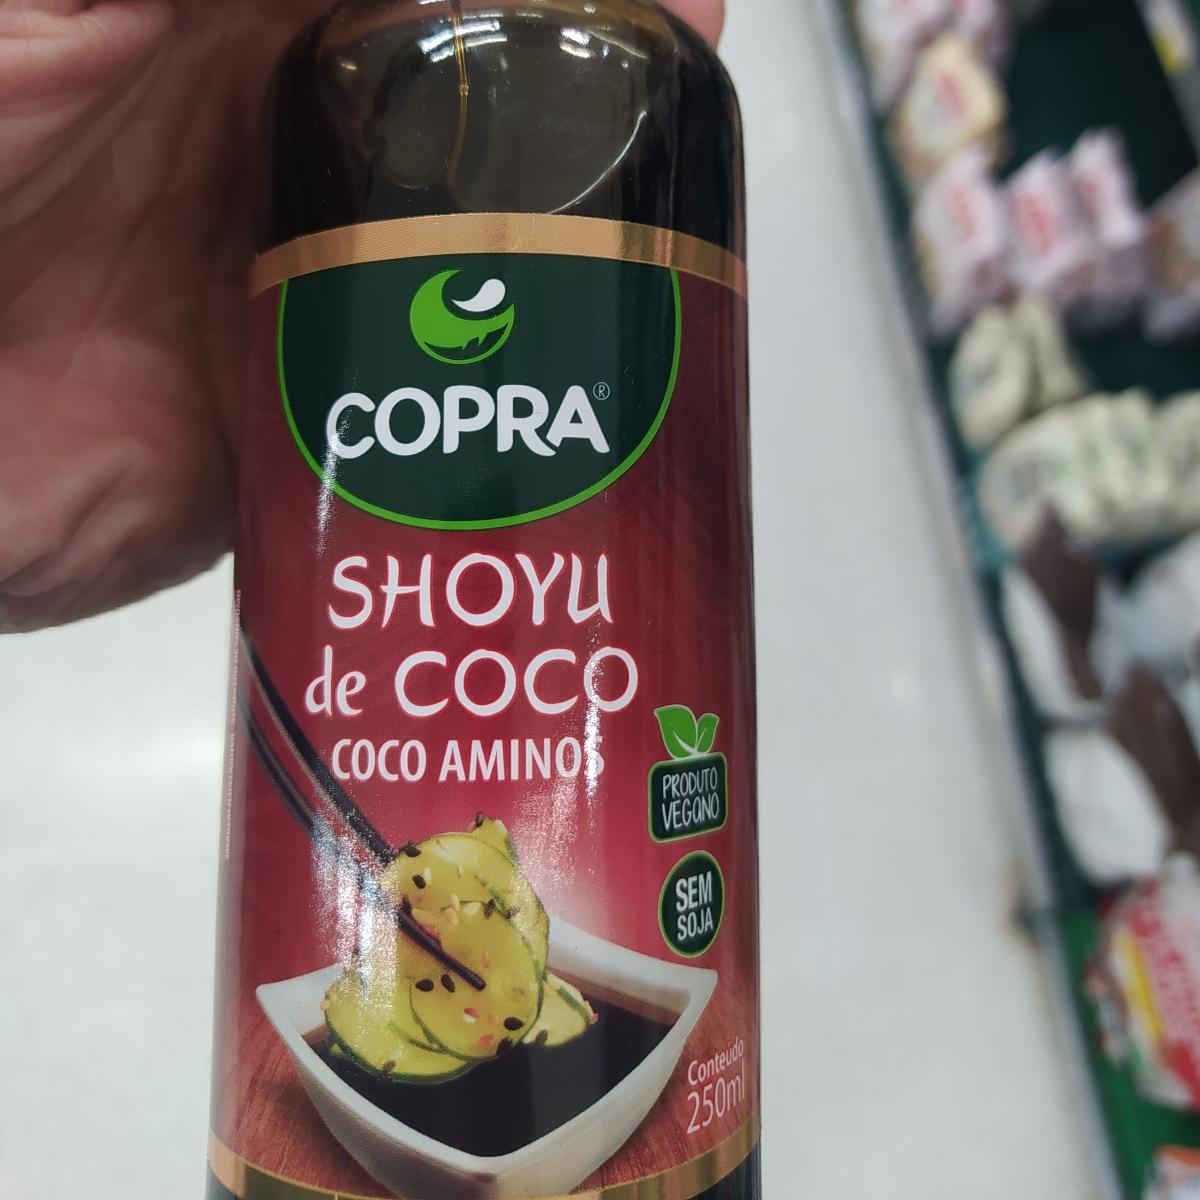 COPRA®
SHOYU
de COCO
COCO AMINOS
PRODUTO
VEGANO
SEM
SOJA
Conteúdo
250ml